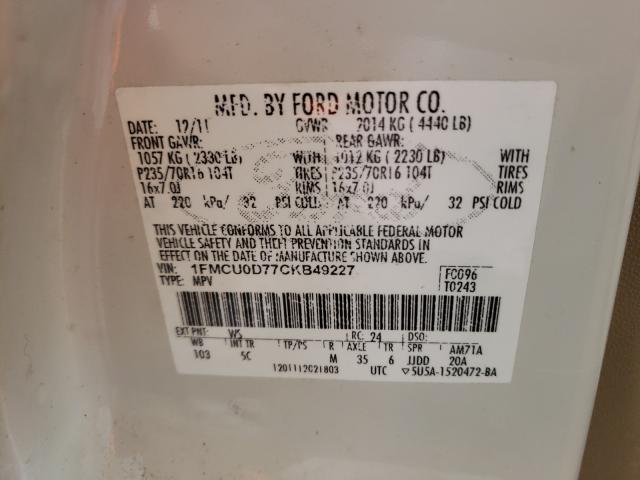 MFD. BY FORD MOTOR CO.
DATE: 12/11 GVWR 2014 KG ( 4440 LB)
FRONT GAWR: REAR GAWR:
1057 KG ( 2330 LB) WITH 1012 KG ( 2230 LB) WITH
P235/70R16 104T TIRES P235/70R16 104T TIRES
16x7.0J RIMS 16x7.0J RIMS
AT 220 kPa/ 32 PSI COLD AT 220 kPa/ 32 PSI COLD
THIS VEHICLE CONFORMS TO ALL APPLICABLE FEDERAL MOTOR
VEHICLE SAFETY AND THEFT PREVENTION STANDARDS IN
EFFECT ON THE DATE OF MANUFACTURE SHOWN ABOVE.
VIN: 1FMCU0D77CKB49227 FC096
TYPE: MPV T0243
EXT PNT: WS RC: 24 DSO:
WB INT TR TP/PS R AXLE TR SPR AM71A
103 5C M 35 6 JJDD 20A
1201112021803 UTC ▽5U5A-1520472-BA